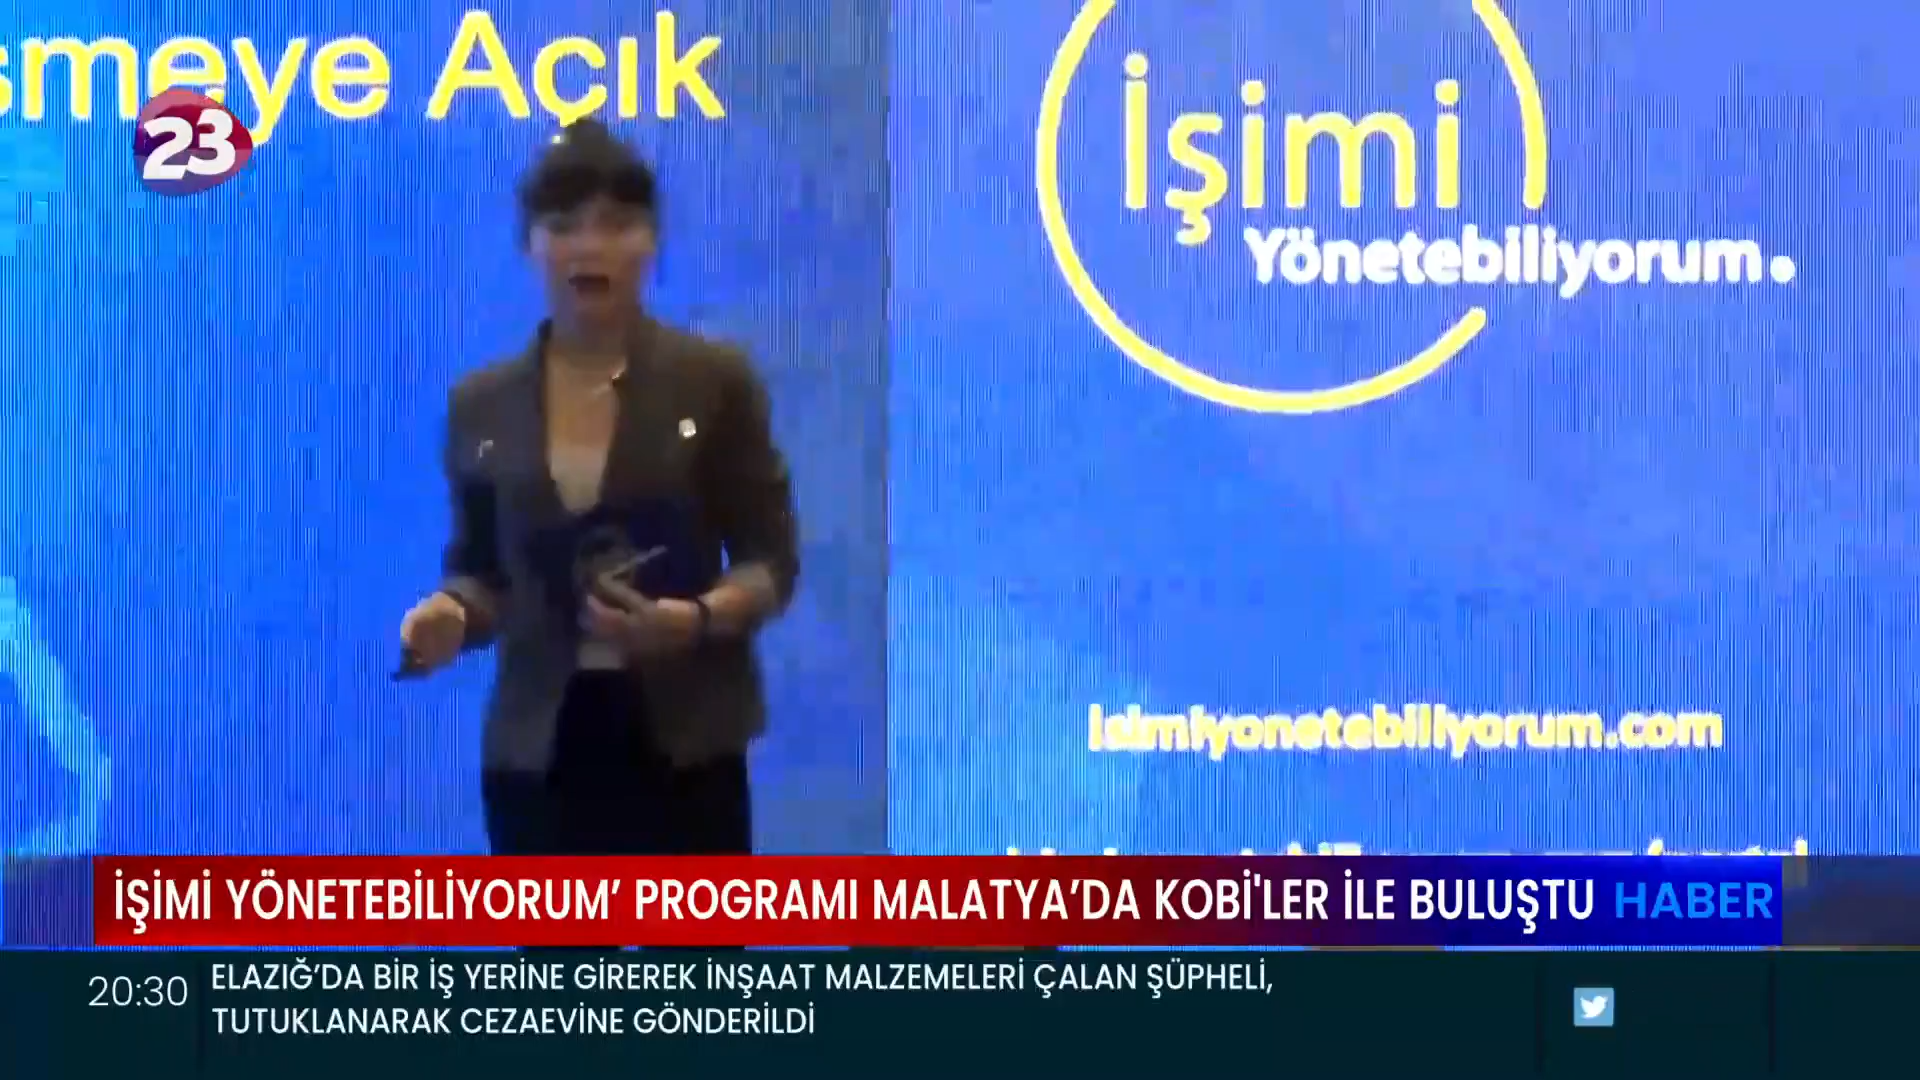 şmeye Açık
23
İşimi
Yönetebiliyorum.
isimiyonetebiliyorum.com
İŞİMİ YÖNETEBİLİYORUM’ PROGRAMI MALATYA’DA KOBİ'LER İLE BULUŞTU HABER
20:30
ELAZIĞ’DA BİR İŞ YERİNE GİREREK İNŞAAT MALZEMELERİ ÇALAN ŞÜPHELİ,
TUTUKLANARAK CEZAEVİNE GÖNDERİLDİ